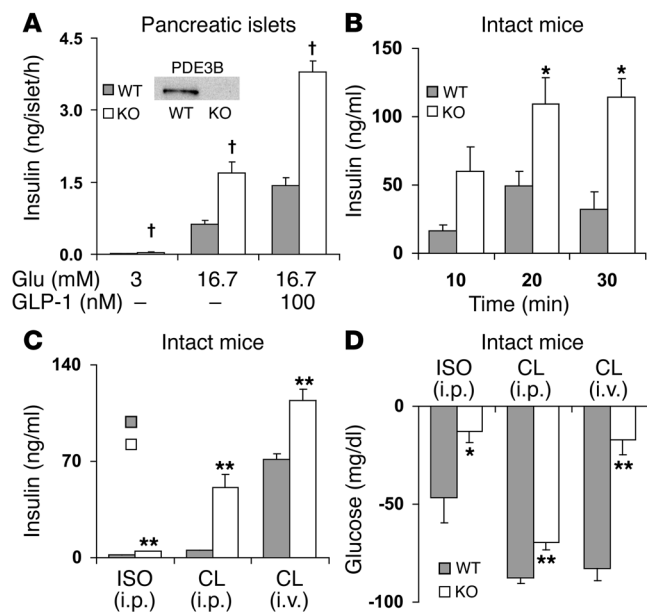 A Pancreatic islets
4.5
3.0
1.5
0.0
Insulin (ng/islet/h)
PDE3B
WT KO
WT
KO
†
†
†
Glu (mM) 3 16.7 16.7
GLP-1 (nM) – – 100
B Intact mice
150
100
50
0
Insulin (ng/ml)
WT
KO
* *
10 20 30
Time (min)
C Intact mice
140
70
0
Insulin (ng/ml)
**
**
**
ISO CL CL
(i.p.) (i.p.) (i.v.)
D Intact mice
ISO CL CL
(i.p.) (i.p.) (i.v.)
0
-50
-100
Glucose (mg/dl)
*
**
**
WT
KO